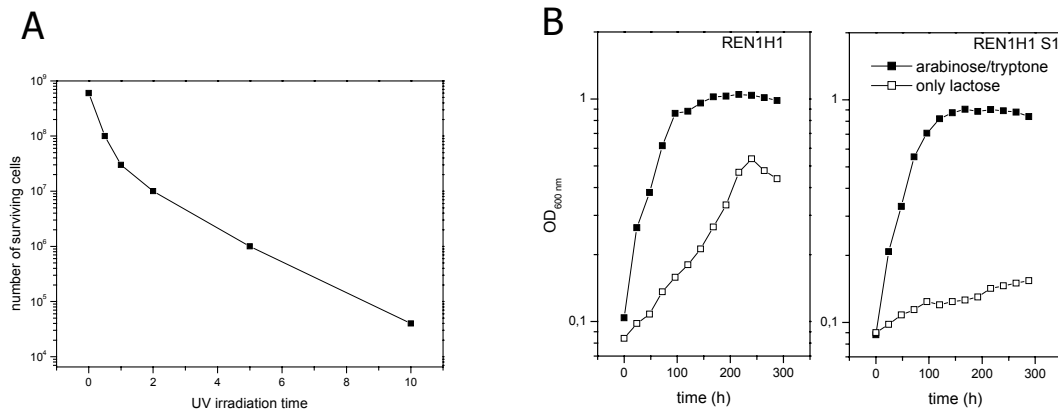 A
number of surviving cells
10⁹
10⁸
10⁷
10⁶
10⁵
10⁴
0 2 4 6 8 10
UV irradiation time
B
REN1H1
OD600 nm
1
0,1
0 100 200 300
time (h)
REN1H1 S1
arabinose/tryptone
only lactose
1
0,1
0 100 200 300
time (h)